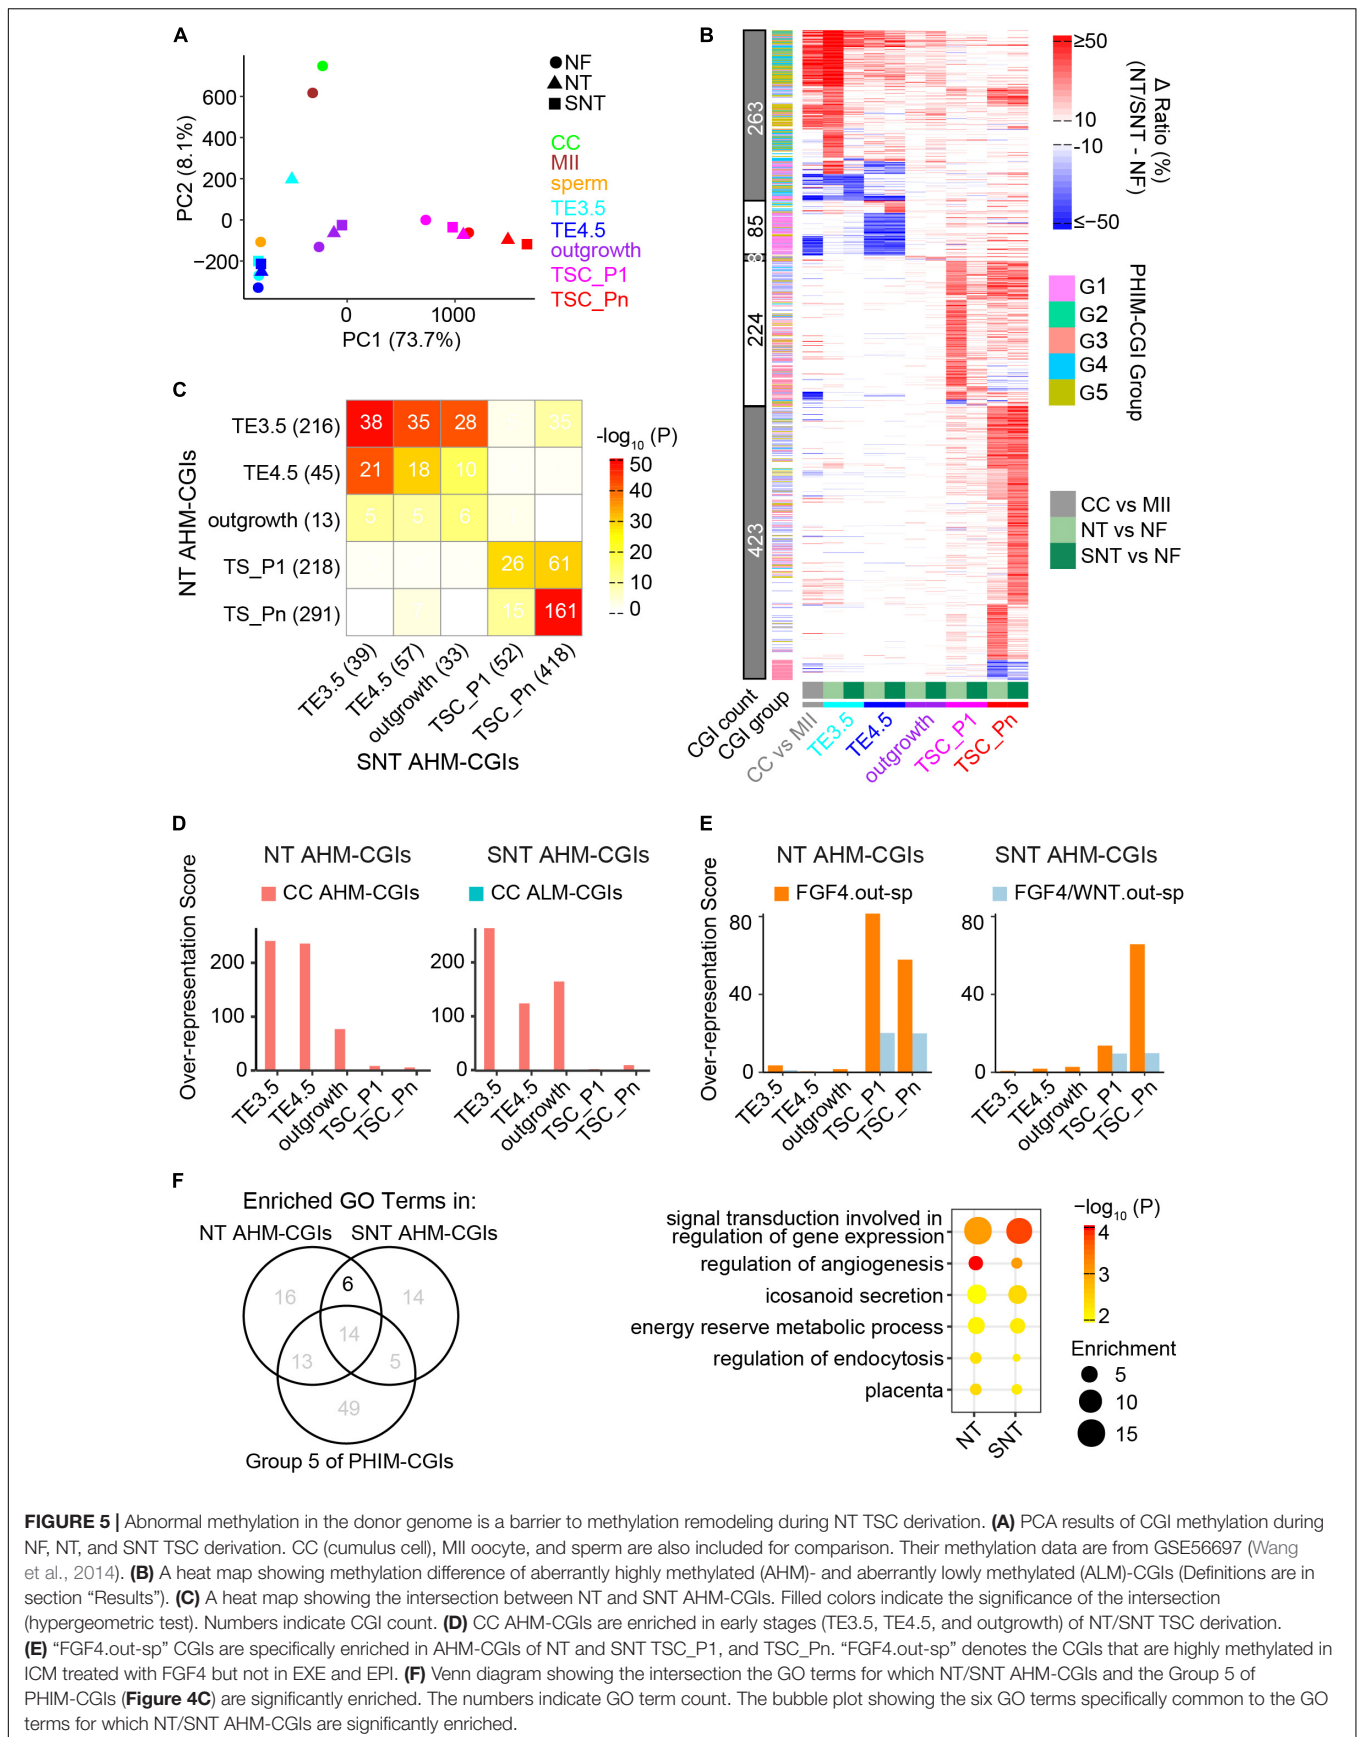 A
600
400
200
0
−200
0
1000
PC2 (8.1%)
PC1 (73.7%)
NF
NT
SNT
CC
MII
sperm
TE3.5
TE4.5
outgrowth
TSC_P1
TSC_Pn
B
263
85
8
224
423
CGI count
CGI group
CC vs MII
TE3.5
TE4.5
outgrowth
TSC_P1
TSC_Pn
≥50
10
-10
≤−50
Δ Ratio (%)
(NT/SNT - NF)
G1
G2
G3
G4
G5
PHIM-CGI Group
CC vs MII
NT vs NF
SNT vs NF
C
NT AHM-CGIs
TE3.5 (216)
38 35 28 35
TE4.5 (45)
21 18 10
outgrowth (13)
5 5 6
TS_P1 (218)
26 61
TS_Pn (291)
7 15 161
TE3.5 (39)
TE4.5 (57)
outgrowth (33)
TSC_P1 (52)
TSC_Pn (418)
SNT AHM-CGIs
-log10 (P)
50
40
30
20
10
0
D
NT AHM-CGIs
SNT AHM-CGIs
CC AHM-CGIs
CC ALM-CGIs
Over-representation Score
200
100
0
TE3.5
TE4.5
outgrowth
TSC_P1
TSC_Pn
200
100
0
TE3.5
TE4.5
outgrowth
TSC_P1
TSC_Pn
E
NT AHM-CGIs
SNT AHM-CGIs
FGF4.out-sp
FGF4/WNT.out-sp
Over-representation Score
80
40
0
TE3.5
TE4.5
outgrowth
TSC_P1
TSC_Pn
80
40
0
TE3.5
TE4.5
outgrowth
TSC_P1
TSC_Pn
F
Enriched GO Terms in:
NT AHM-CGIs
SNT AHM-CGIs
16
6
14
14
13
5
49
Group 5 of PHIM-CGIs
signal transduction involved in
regulation of gene expression
regulation of angiogenesis
icosanoid secretion
energy reserve metabolic process
regulation of endocytosis
placenta
NT
SNT
−log10 (P)
4
3
2
Enrichment
5
10
15
FIGURE 5 | Abnormal methylation in the donor genome is a barrier to methylation remodeling during NT TSC derivation. (A) PCA results of CGI methylation during
NF, NT, and SNT TSC derivation. CC (cumulus cell), MII oocyte, and sperm are also included for comparison. Their methylation data are from GSE56697 (Wang
et al., 2014). (B) A heat map showing methylation difference of aberrantly highly methylated (AHM)- and aberrantly lowly methylated (ALM)-CGIs (Definitions are in
section “Results”). (C) A heat map showing the intersection between NT and SNT AHM-CGIs. Filled colors indicate the significance of the intersection
(hypergeometric test). Numbers indicate CGI count. (D) CC AHM-CGIs are enriched in early stages (TE3.5, TE4.5, and outgrowth) of NT/SNT TSC derivation.
(E) “FGF4.out-sp” CGIs are specifically enriched in AHM-CGIs of NT and SNT TSC_P1, and TSC_Pn. “FGF4.out-sp” denotes the CGIs that are highly methylated in
ICM treated with FGF4 but not in EXE and EPI. (F) Venn diagram showing the intersection the GO terms for which NT/SNT AHM-CGIs and the Group 5 of
PHIM-CGIs (Figure 4C) are significantly enriched. The numbers indicate GO term count. The bubble plot showing the six GO terms specifically common to the GO
terms for which NT/SNT AHM-CGIs are significantly enriched.